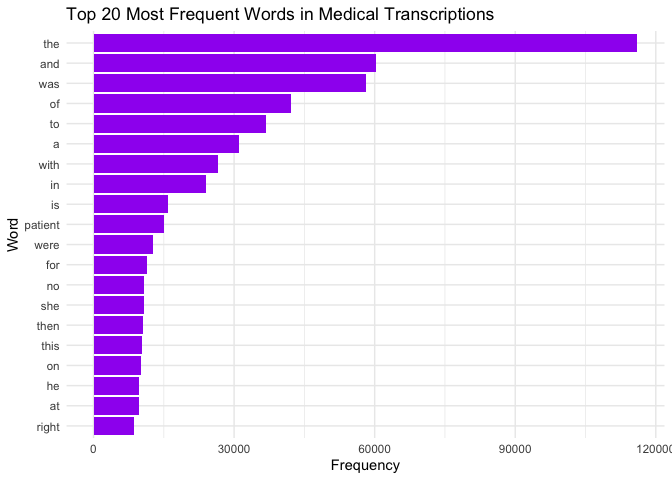 Top 20 Most Frequent Words in Medical Transcriptions
the
and
was
of
to
a
with
in
is
patient
were
for
no
she
then
this
on
he
at
right
Word
0 30000 60000 90000 120000
Frequency